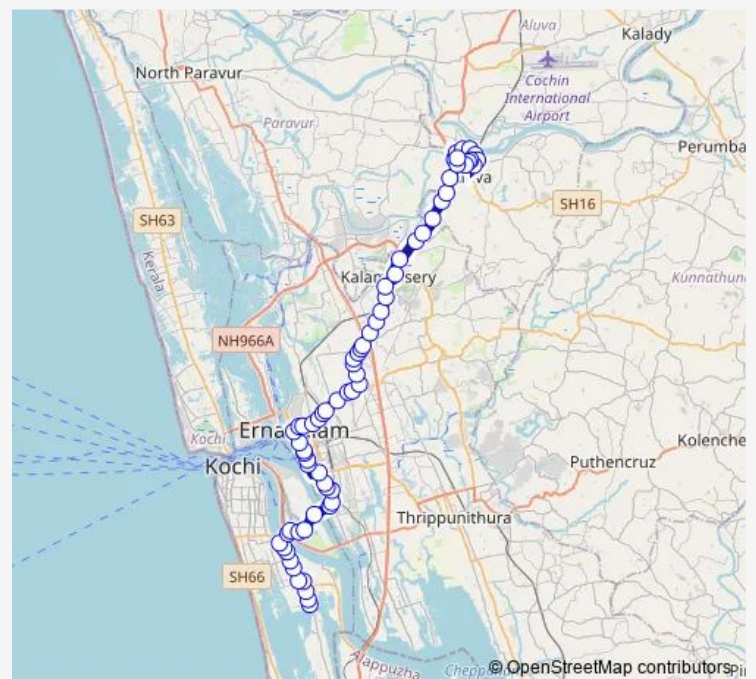 Aluva
Kalady
North Paravur
Cochin
International
Airport
Paravur
Perumba
SH16
SH63
Kerala
Kunnathund
NH966A
Kochi
Kolenche
Kochi
Puthencruz
Thrippunithura
SH66
Alappuzha
© OpenStreetMap contributors